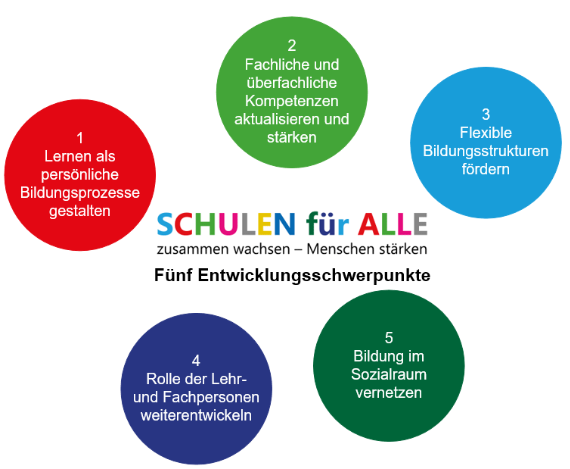 1
Lernen als
persönliche
Bildungsprozesse
gestalten
2
Fachliche und
überfachliche
Kompetenzen
aktualisieren und
stärken
3
Flexible
Bildungsstrukturen
fördern
SCHULEN für ALLE
zusammen wachsen – Menschen stärken
Fünf Entwicklungsschwerpunkte
4
Rolle der Lehr-
und Fachpersonen
weiterentwickeln
5
Bildung im
Sozialraum
vernetzen